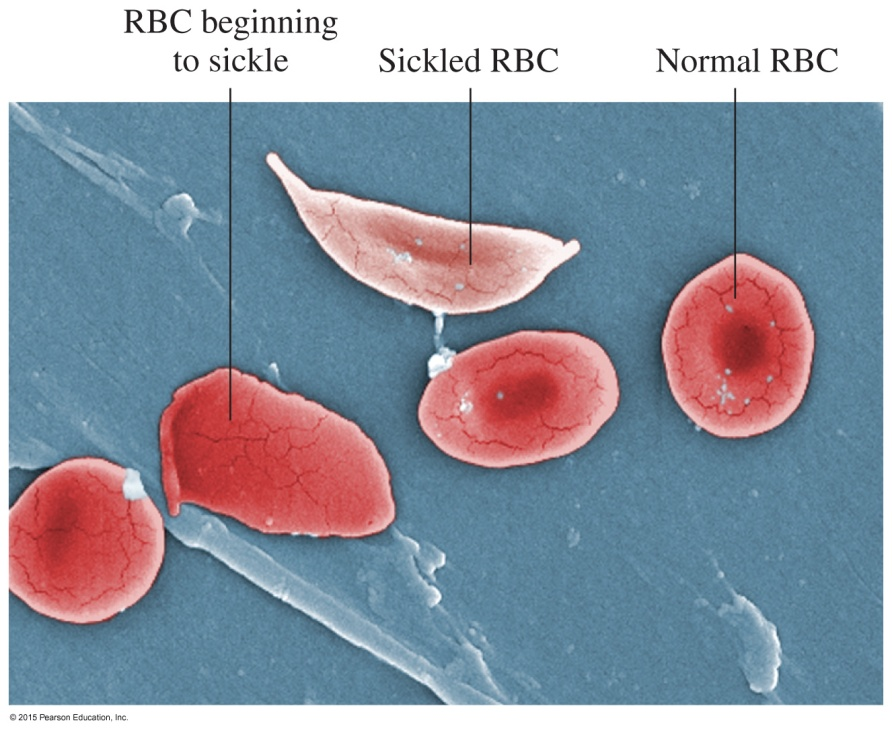 RBC beginning
to sickle
Sickled RBC
Normal RBC
© 2015 Pearson Education, Inc.